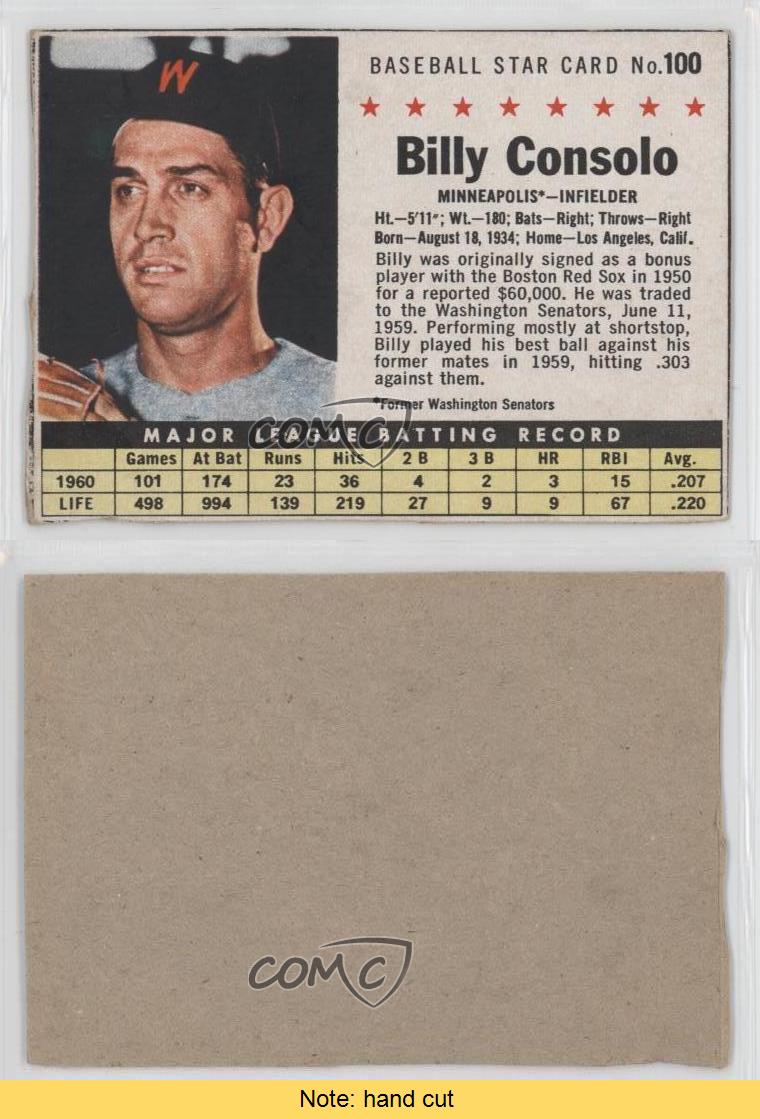 W
BASEBALL STAR CARD No.100
Billy Consolo
MINNEAPOLIS*—INFIELDER
Ht.—5'11"; Wt.—180; Bats—Right; Throws—Right
Born—August 18, 1934; Home—Los Angeles, Calif.
Billy was originally signed as a bonus
player with the Boston Red Sox in 1950
for a reported $60,000. He was traded
to the Washington Senators, June 11,
1959. Performing mostly at shortstop,
Billy played his best ball against his
former mates in 1959, hitting .303
against them.
*Former Washington Senators
COMC
MAJOR LEAGUE BATTING RECORD
Games At Bat Runs Hits 2 B 3 B HR RBI Avg.
1960 101 174 23 36 4 2 3 15 .207
LIFE 498 994 139 219 27 9 9 67 .220
COMC
Note: hand cut